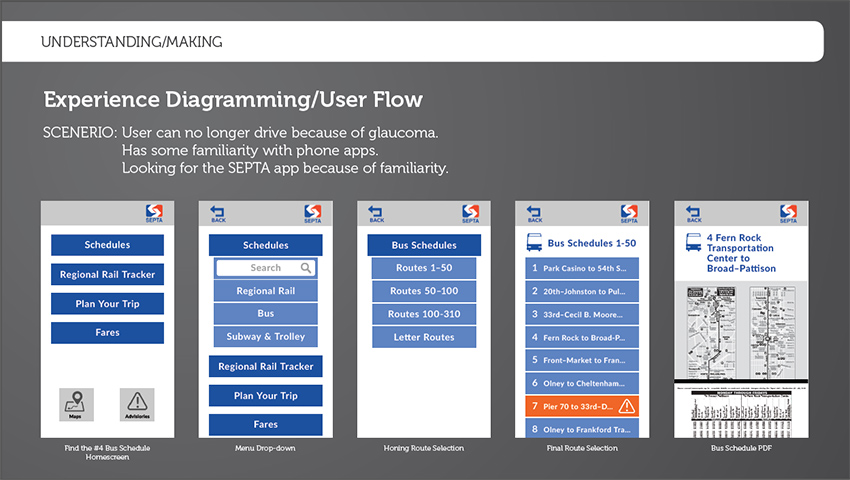 UNDERSTANDING/MAKING
Experience Diagramming/User Flow
SCENERIO: User can no longer drive because of glaucoma.
Has some familiarity with phone apps.
Looking for the SEPTA app because of familiarity.
SEPTA
Schedules
Regional Rail Tracker
Plan Your Trip
Fares
Maps
Advisiories
Find the #4 Bus Schedule
Homescreen
BACK
SEPTA
Schedules
Search
Regional Rail
Bus
Subway & Trolley
Regional Rail Tracker
Plan Your Trip
Fares
Menu Drop-down
BACK
SEPTA
Bus Schedules
Routes 1-50
Routes 50-100
Routes 100-310
Letter Routes
Honing Route Selection
BACK
SEPTA
Bus Schedules 1-50
1 Park Casino to 54th S...
2 20th-Johnston to Pul...
3 33rd-Cecil B. Moore...
4 Fern Rock to Broad-P...
5 Front-Market to Fran...
6 Olney to Cheltenham...
7 Pier 70 to 33rd-D...
8 Olney to Frankford Tra...
Final Route Selection
BACK
SEPTA
4 Fern Rock
Transportation
Center to
Broad-Pattison
Bus Schedule PDF